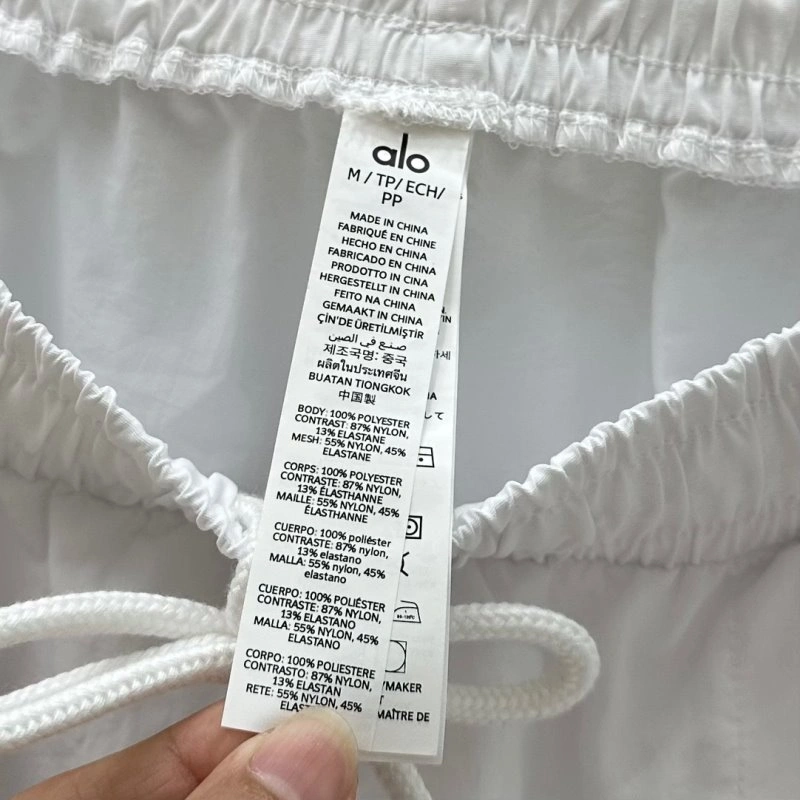 alo
M / TP/ ECH/
PP
MADE IN CHINA
FABRIQUÉ EN CHINE
HECHO EN CHINA
FABRICADO EN CHINA
PRODOTTO IN CINA
HERGESTELLT IN CHINA
FEITO NA CHINA
GEMAAKT IN CHINA
ÇİN'DE ÜRETİLMİŞTİR
صنع في الصين
제조국명: 중국
ผลิตในประเทศจีน
BUATAN TIONGKOK
中国製
BODY: 100% POLYESTER
CONTRAST: 87% NYLON,
13% ELASTANE
MESH: 55% NYLON, 45%
ELASTANE
CORPS: 100% POLYESTER
CONTRASTE: 87% NYLON,
13% ÉLASTHANNE
MAILLE: 55% NYLON, 45%
ÉLASTHANNE
CUERPO: 100% poliéster
CONTRASTE: 87% nylon,
13% elastano
MALLA: 55% nylon, 45%
elastano
CUERPO: 100% POLIÉSTER
CONTRASTE: 87% NYLON,
13% ELASTANO
MALLA: 55% NYLON, 45%
ELASTANO
CORPO: 100% POLIESTERE
CONTRASTO: 87% NYLON,
13% ELASTAN
RETE: 55% NYLON, 45%
MAÎTRE DE